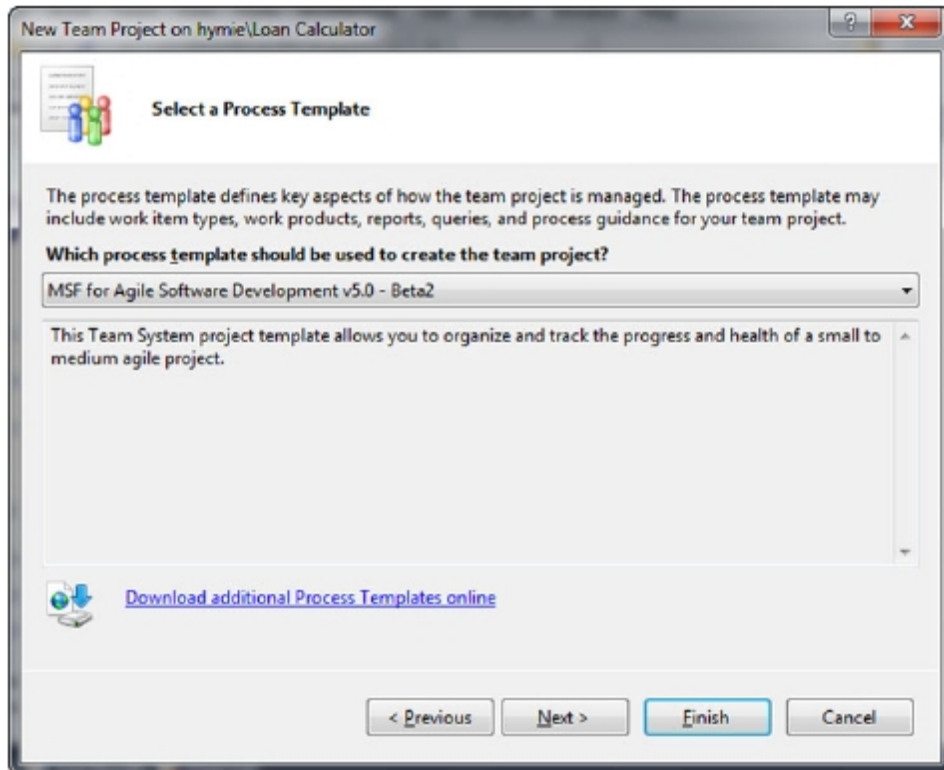 New Team Project on hymie\Loan Calculator
Select a Process Template
The process template defines key aspects of how the team project is managed. The process template may
include work item types, work products, reports, queries, and process guidance for your team project.
Which process template should be used to create the team project?
MSF for Agile Software Development v5.0 - Beta2
This Team System project template allows you to organize and track the progress and health of a small to
medium agile project.
Download additional Process Templates online
< Previous Next > Finish Cancel